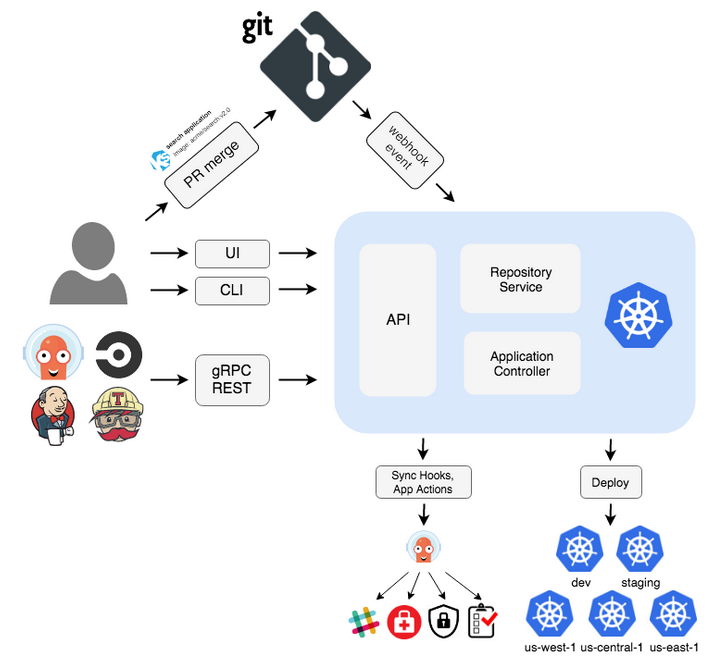 git
search application
image: acme/search:v2.0
PR merge
webhook
event
UI
CLI
gRPC
REST
API
Repository
Service
Application
Controller
T
Sync Hooks,
App Actions
Deploy
dev
staging
us-west-1
us-central-1
us-east-1